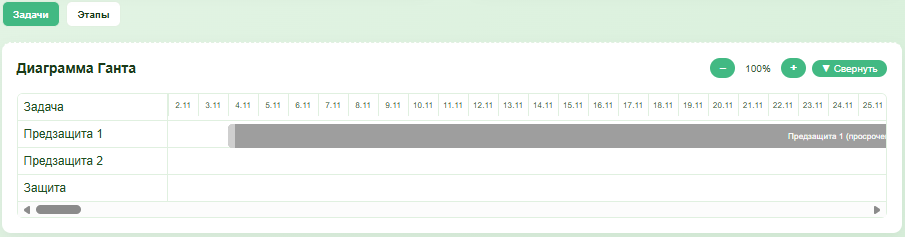 Задачи Этапы
Диаграмма Ганта – 100% + ▼ Свернуть
Задача 2.11 3.11 4.11 5.11 6.11 7.11 8.11 9.11 10.11 11.11 12.11 13.11 14.11 15.11 16.11 17.11 18.11 19.11 20.11 21.11 22.11 23.11 24.11 25.11
Предзащита 1 Предзащита 1 (просрочен
Предзащита 2
Защита